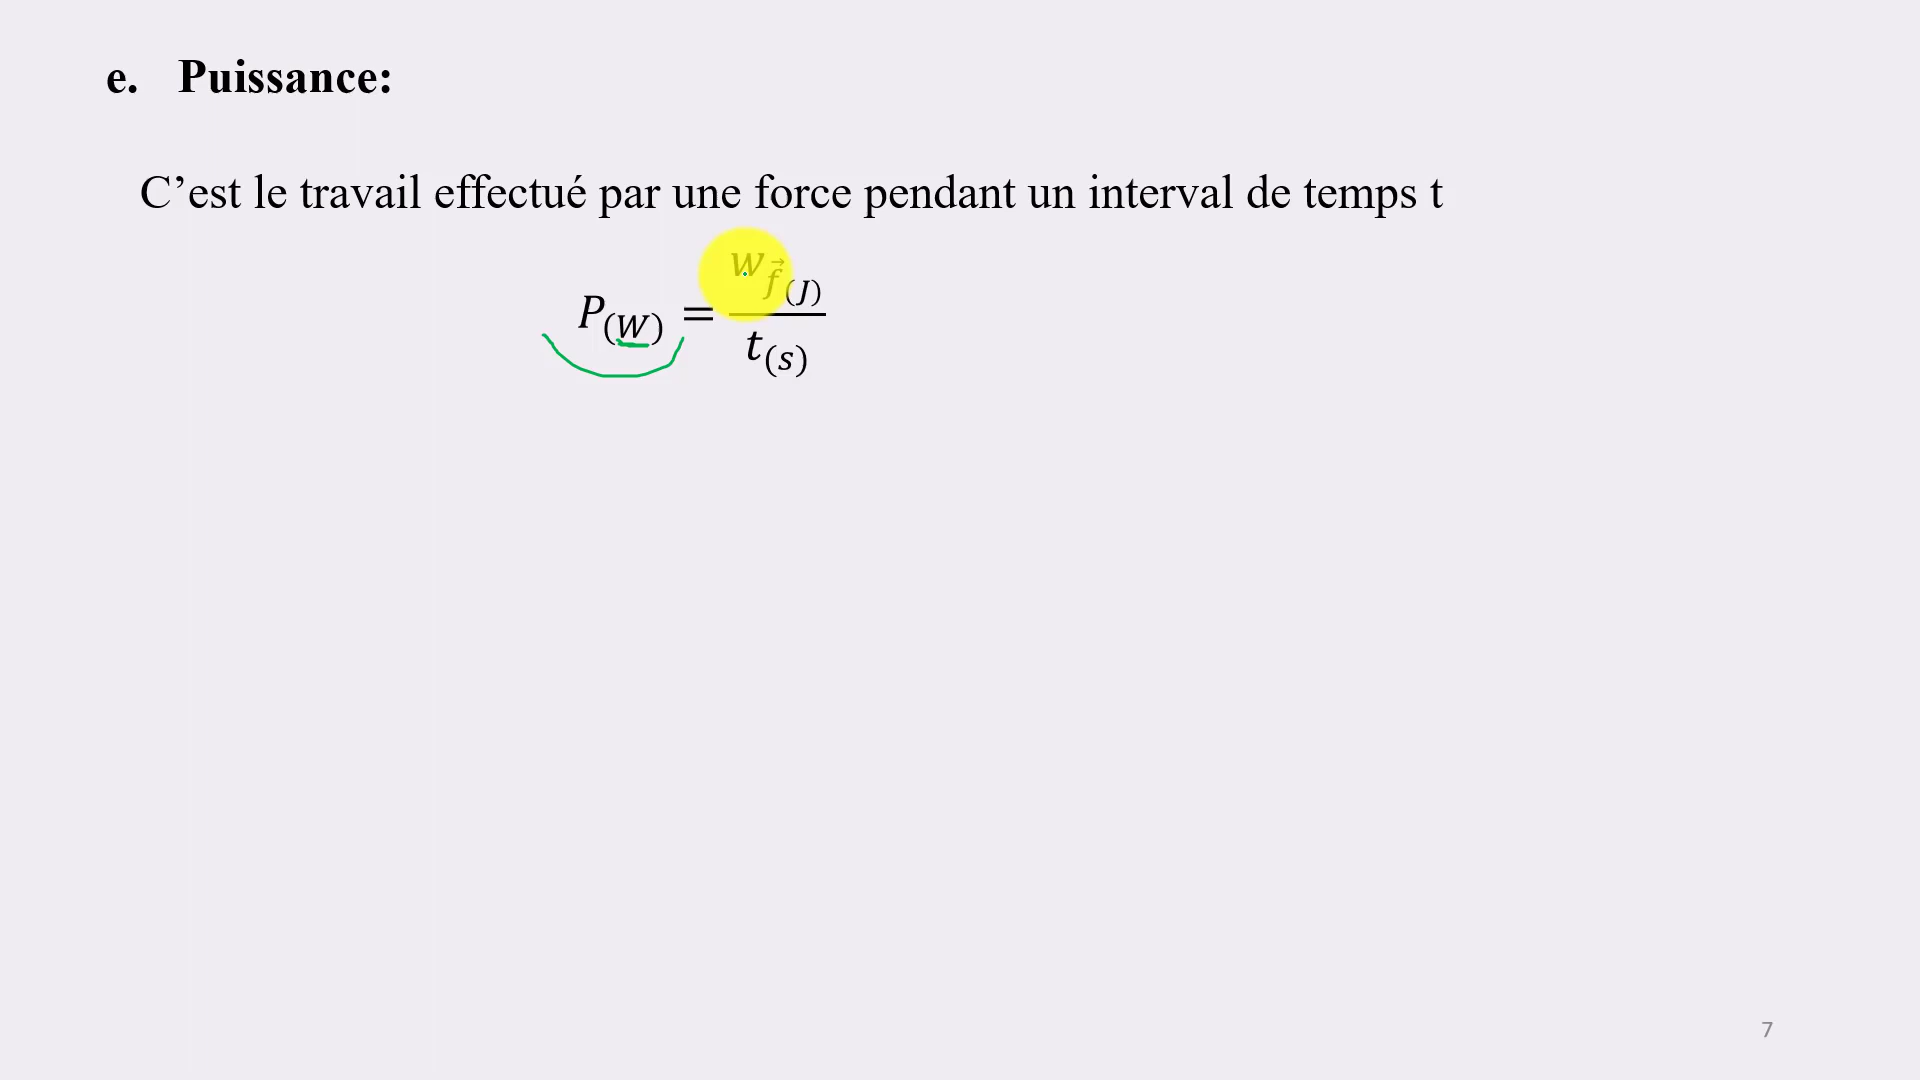 e. Puissance:
C’est le travail effectué par une force pendant un interval de temps t
P(W) = w f⃗ (J) / t(s)
7